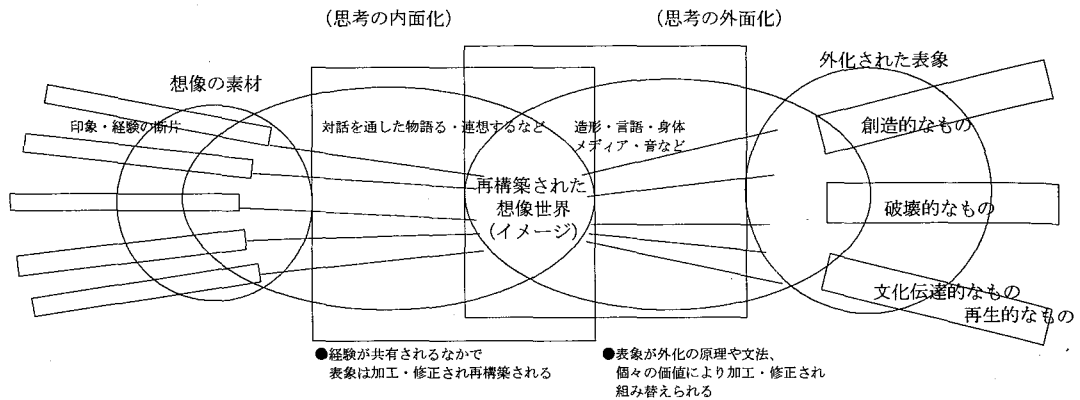 (思考の内面化)
(思考の外面化)
想像の素材
外化された表象
印象・経験の断片
対話を通した物語る・連想するなど
造形・言語・身体
メディア・音など
創造的なもの
再構築された
想像世界
(イメージ)
破壊的なもの
文化伝達的なもの
再生的なもの
●経験が共有されるなかで
表象は加工・修正され再構築される
●表象が外化の原理や文法、
個々の価値により加工・修正され
組み替えられる